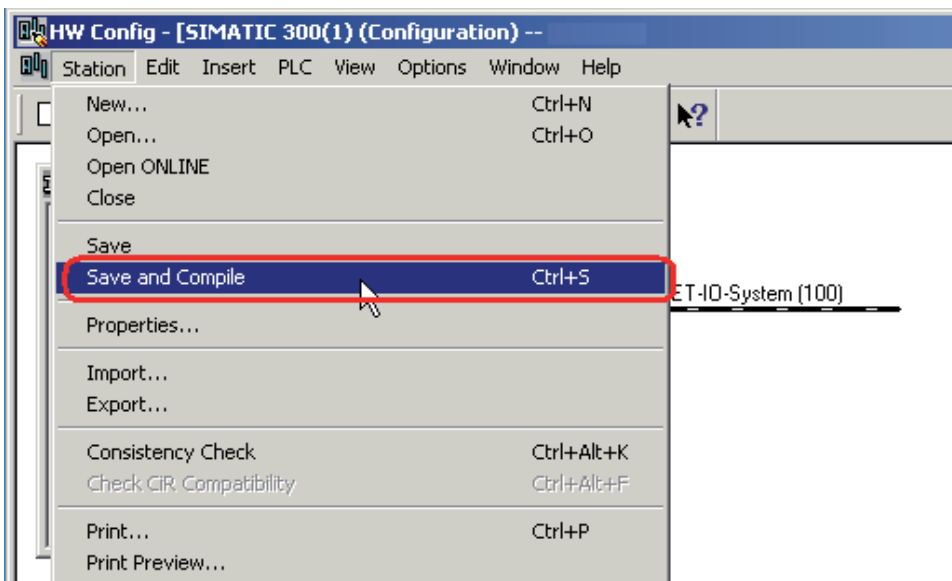 HW Config - [SIMATIC 300(1) (Configuration) --
Station Edit Insert PLC View Options Window Help
New... Ctrl+N
Open... Ctrl+O
Open ONLINE
Close
Save
Save and Compile Ctrl+S
ET-IO-System (100)
Properties...
Import...
Export...
Consistency Check Ctrl+Alt+K
Check CiR Compatibility Ctrl+Alt+F
Print... Ctrl+P
Print Preview...